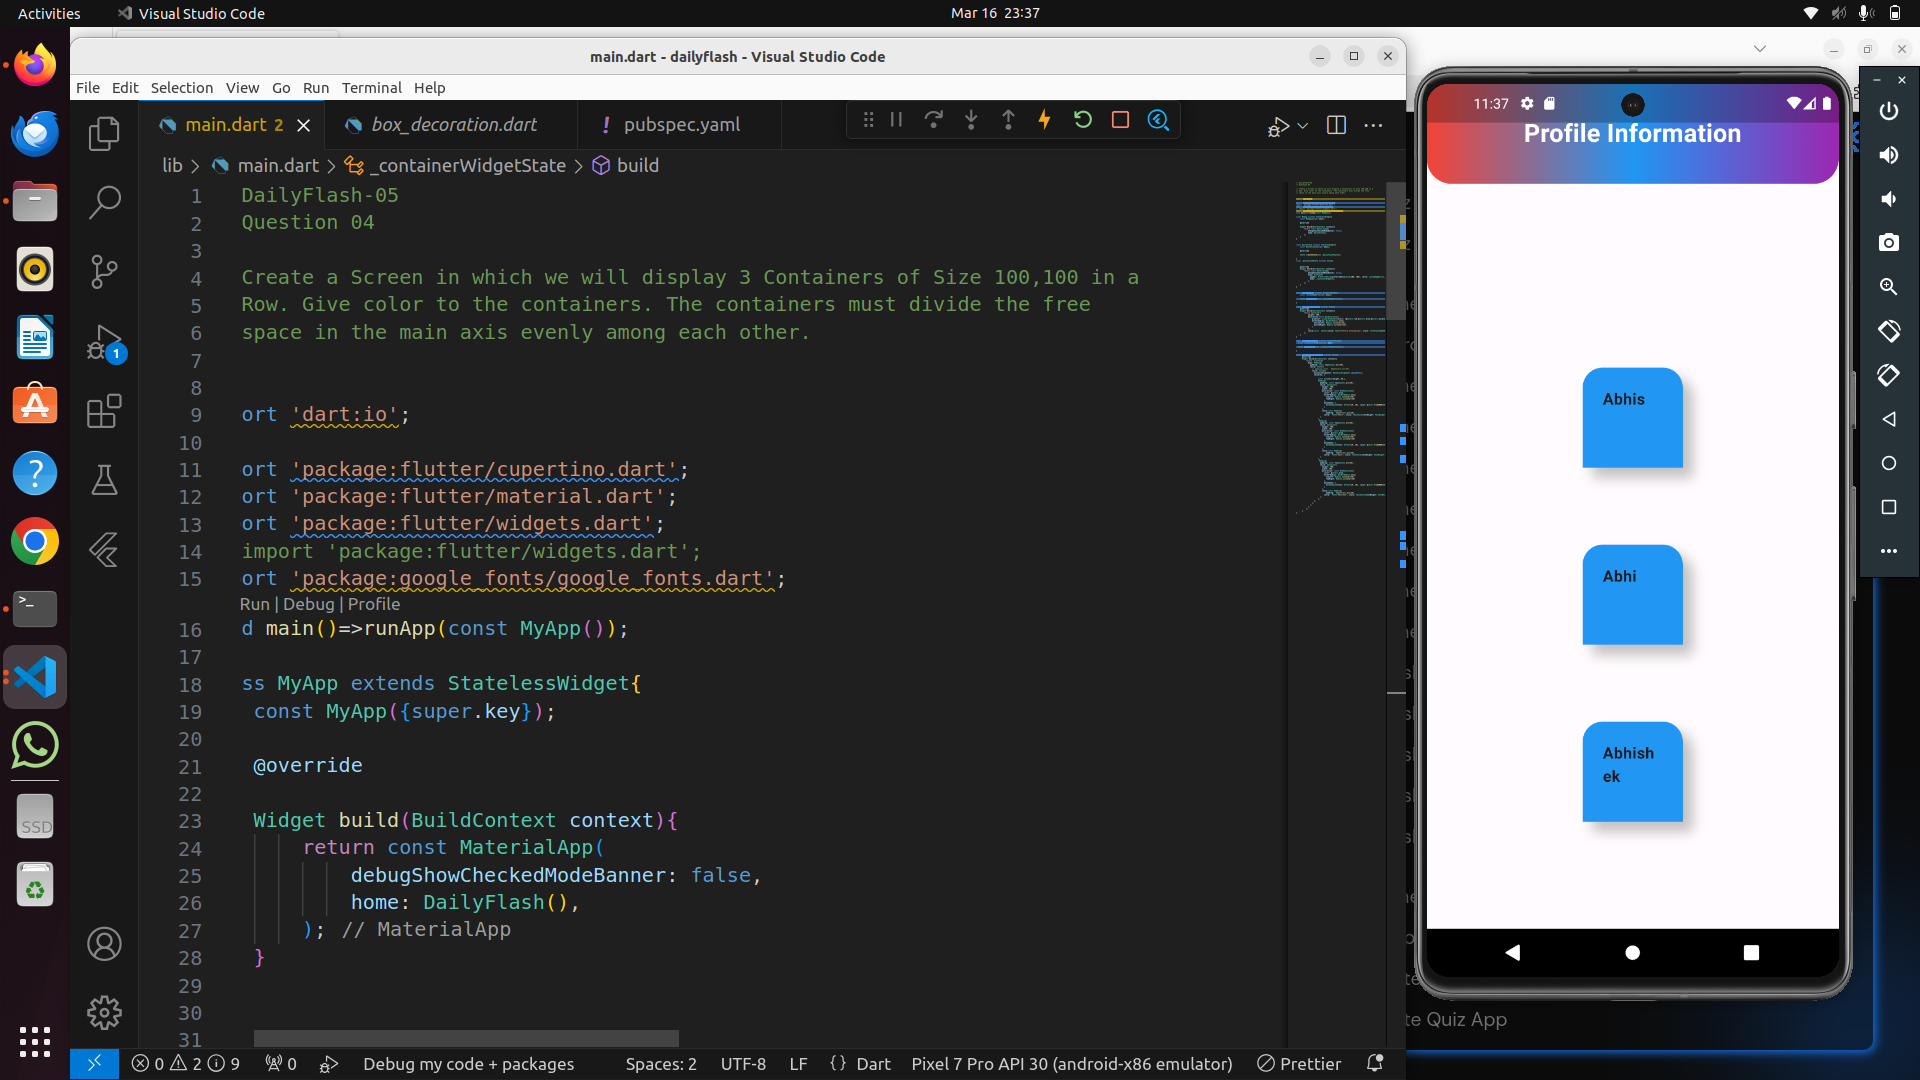 Activities
Visual Studio Code
Mar 16 23:37
main.dart - dailyflash - Visual Studio Code
File Edit Selection View Go Run Terminal Help
main.dart 2
box_decoration.dart
! pubspec.yaml
lib > main.dart > _containerWidgetState > build
1 DailyFlash-05
2 Question 04
3
4 Create a Screen in which we will display 3 Containers of Size 100,100 in a
5 Row. Give color to the containers. The containers must divide the free
6 space in the main axis evenly among each other.
7
8
9 ort 'dart:io';
10
11 ort 'package:flutter/cupertino.dart';
12 ort 'package:flutter/material.dart';
13 ort 'package:flutter/widgets.dart';
14 import 'package:flutter/widgets.dart';
15 ort 'package:google_fonts/google_fonts.dart';
Run | Debug | Profile
16 d main()=>runApp(const MyApp());
17
18 ss MyApp extends StatelessWidget{
19 const MyApp({super.key});
20
21 @override
22
23 Widget build(BuildContext context){
24 return const MaterialApp(
25 debugShowCheckedModeBanner: false,
26 home: DailyFlash(),
27 ); // MaterialApp
28 }
29
30
31
1
SSD
0 2 9 0 Debug my code + packages Spaces: 2 UTF-8 LF {} Dart Pixel 7 Pro API 30 (android-x86 emulator) Prettier
11:37
Profile Information
Abhis
Abhi
Abhish
ek
te Quiz App